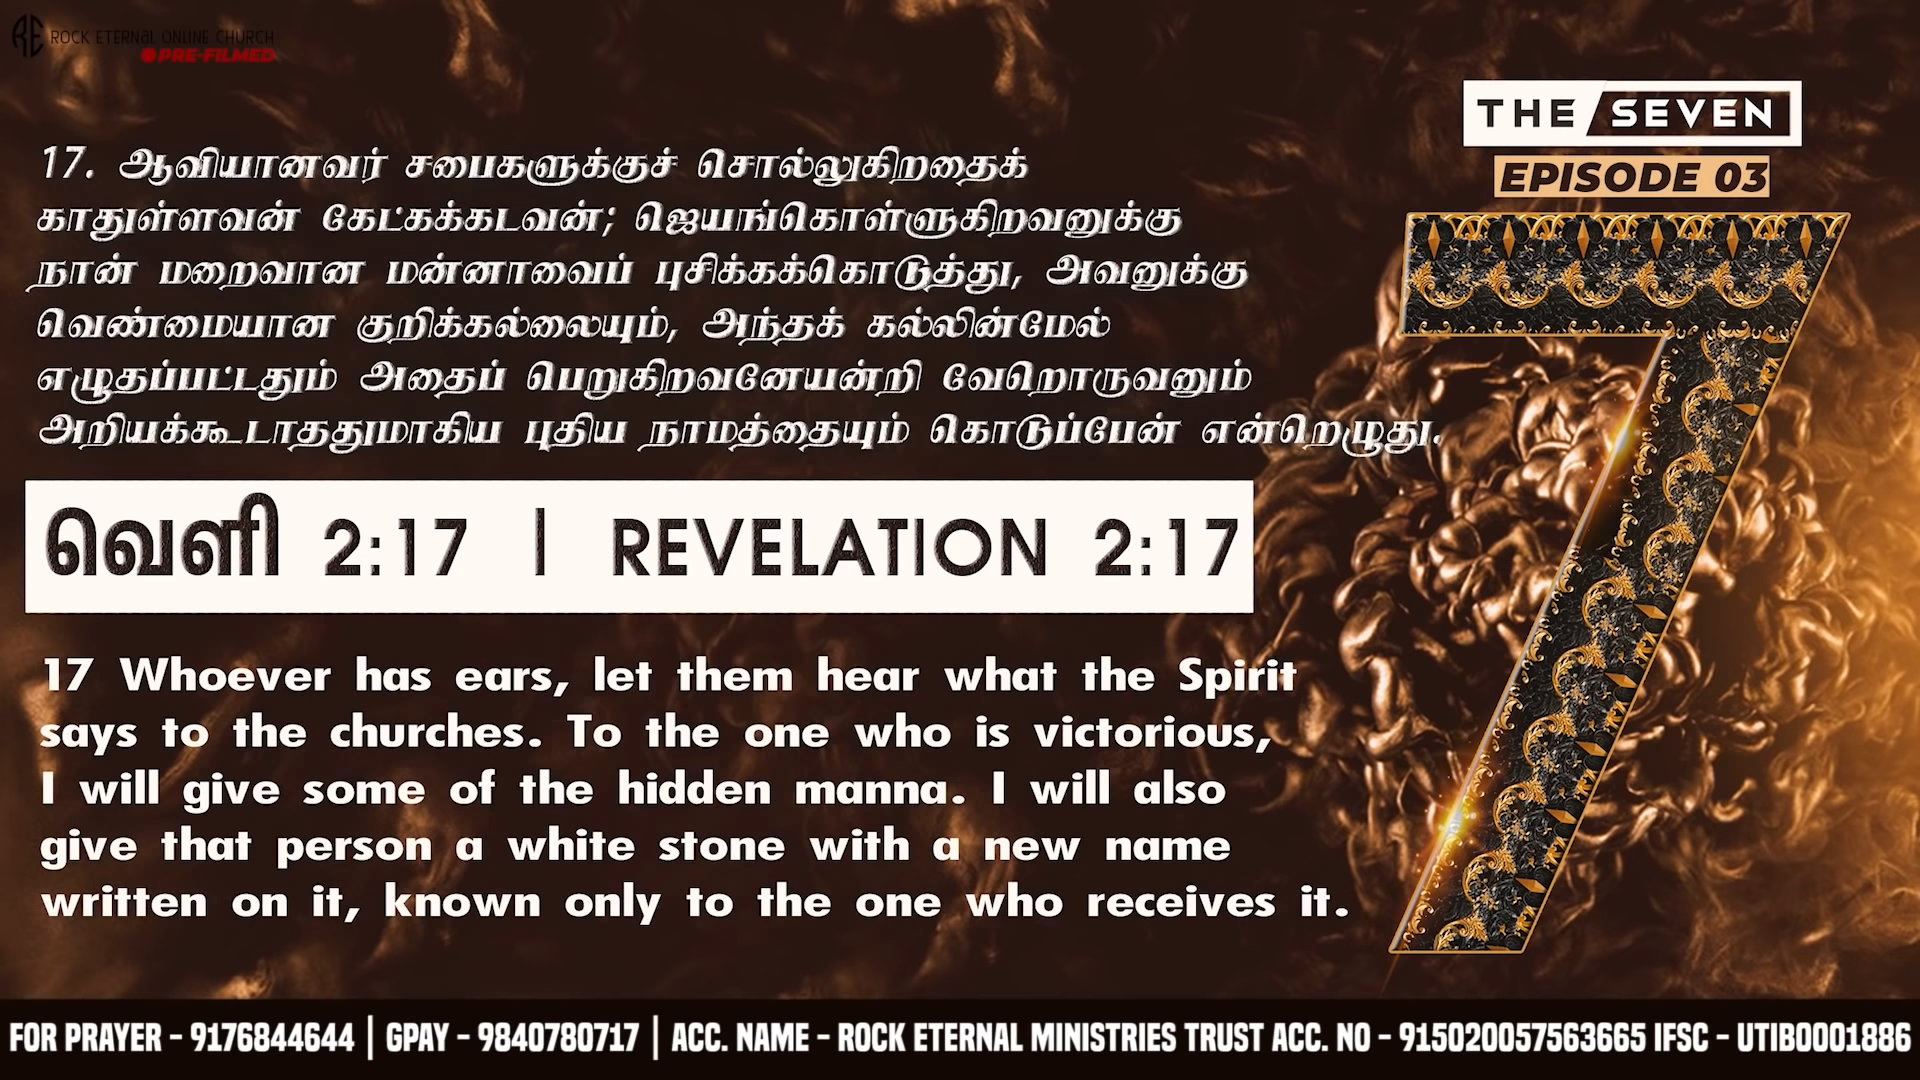 ROCK ETERNAL ONLINE CHURCH
PRE-FILMED
THE SEVEN
EPISODE 03
7
17. ஆவியானவர் சபைகளுக்குச் சொல்லுகிறதைக்
காதுள்ளவன் கேட்கக்கடவன்; ஜெயங்கொள்ளுகிறவனுக்கு
நான் மறைவான மன்னாவைப் புசிக்கக்கொடுத்து, அவனுக்கு
வெண்மையான குறிக்கல்லையும், அந்தக் கல்லின்மேல்
எழுதப்பட்டதும் அதைப் பெறுகிறவனேயன்றி வேறொருவனும்
அறியக்கூடாததுமாகிய புதிய நாமத்தையும் கொடுப்பேன் என்றெழுது.
வெளி 2:17 | REVELATION 2:17
17 Whoever has ears, let them hear what the Spirit
says to the churches. To the one who is victorious,
I will give some of the hidden manna. I will also
give that person a white stone with a new name
written on it, known only to the one who receives it.
FOR PRAYER - 9176844644 | GPAY - 9840780717 | ACC. NAME - ROCK ETERNAL MINISTRIES TRUST ACC. NO - 915020057563665 IFSC - UTIB0001886